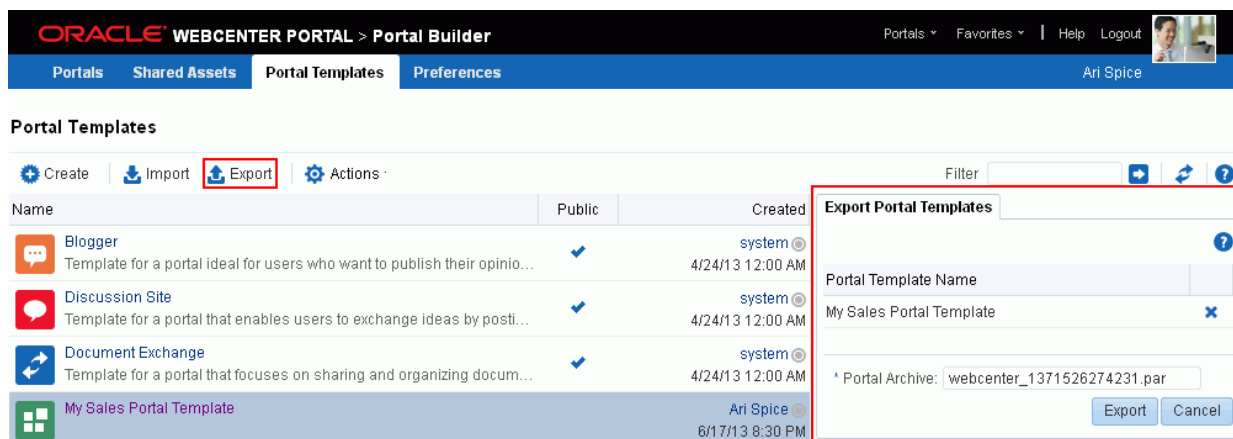 ORACLE WEBCENTER PORTAL > Portal Builder
Portals Favorites | Help Logout
Portals Shared Assets Portal Templates Preferences
Ari Spice
Portal Templates
Create Import Export Actions
Filter
Name Public Created
Blogger
Template for a portal ideal for users who want to publish their opinio...
system
4/24/13 12:00 AM
Discussion Site
Template for a portal that enables users to exchange ideas by posti...
system
4/24/13 12:00 AM
Document Exchange
Template for a portal that focuses on sharing and organizing docum...
system
4/24/13 12:00 AM
My Sales Portal Template
Ari Spice
6/17/13 8:30 PM
Export Portal Templates
Portal Template Name
My Sales Portal Template
* Portal Archive: webcenter_1371526274231.par
Export Cancel